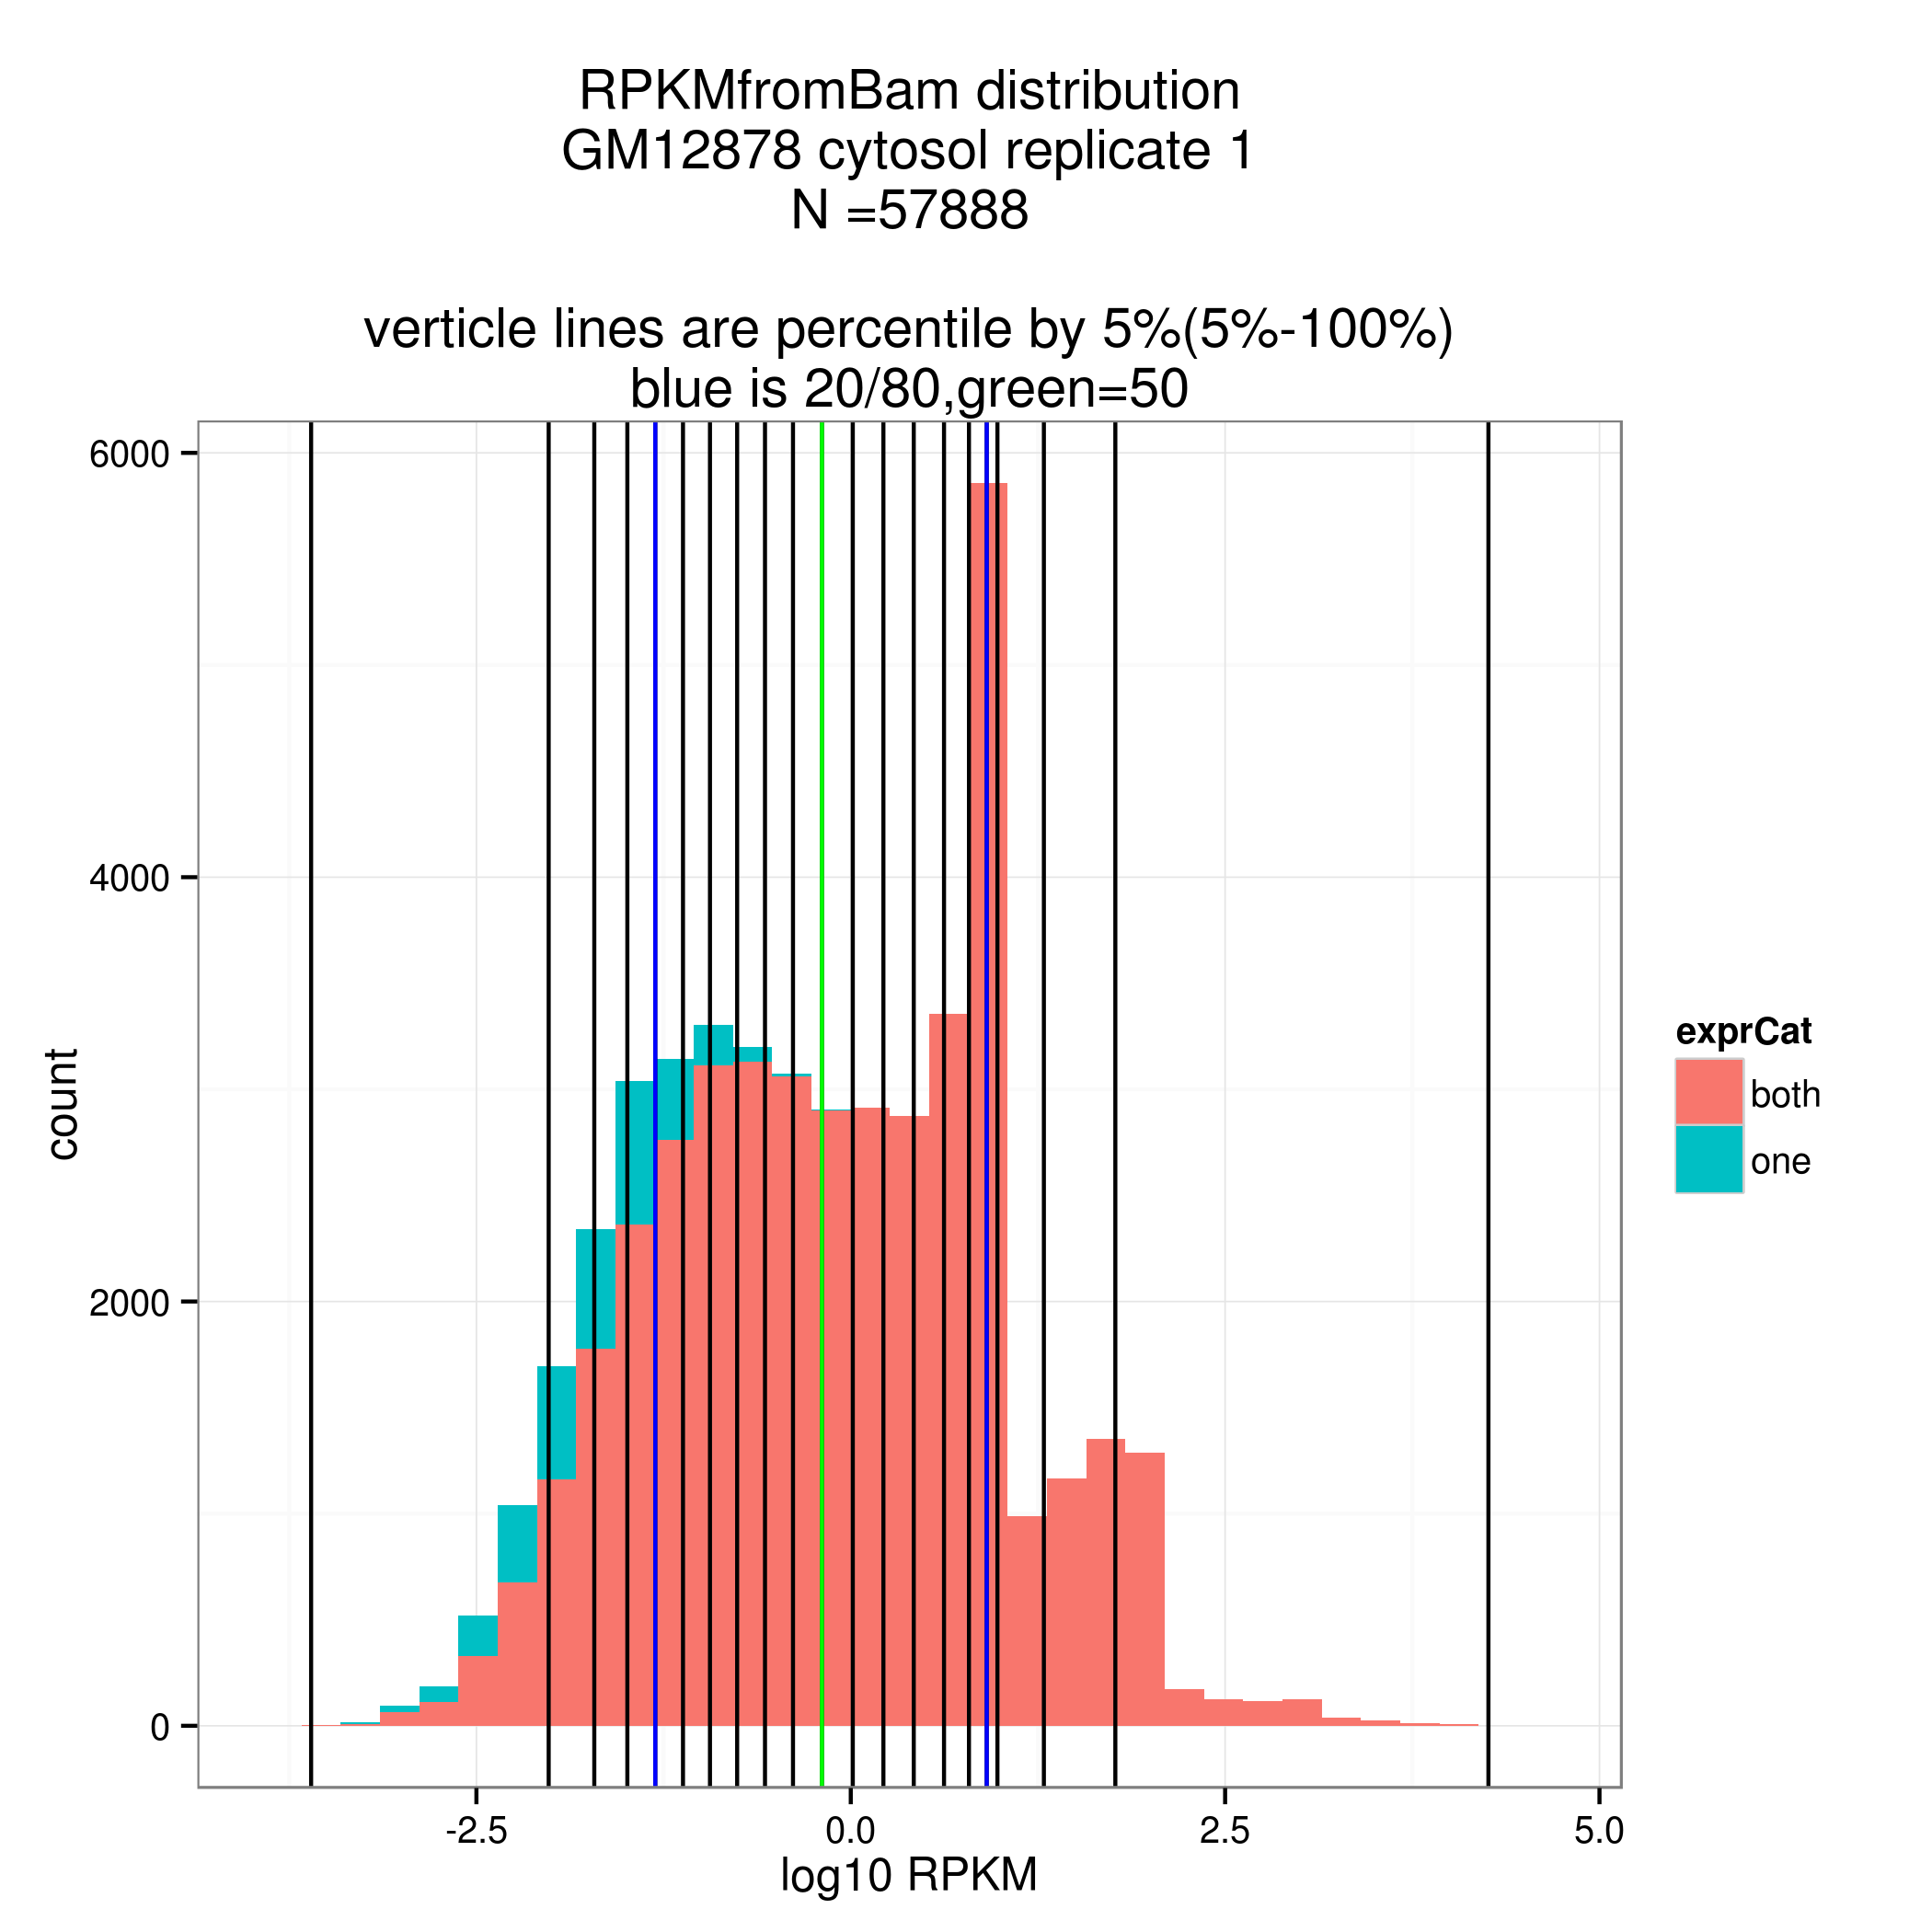 RPKMfromBam distribution
GM12878 cytosol replicate 1
N =57888
verticle lines are percentile by 5%(5%-100%)
blue is 20/80,green=50
6000
4000
2000
0
count
-2.5
0.0
2.5
5.0
log10 RPKM
exprCat
both
one